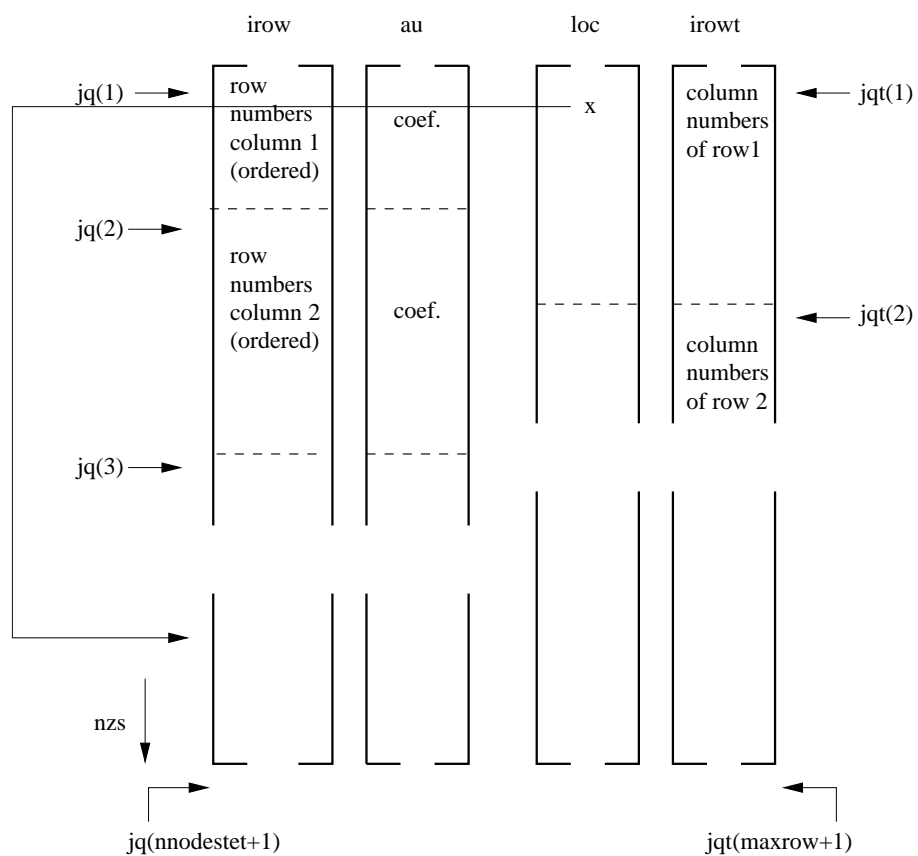 irow
au
loc
irowt
jq(1)
row
numbers
column 1
(ordered)
coef.
x
column
numbers
of row1
jqt(1)
jq(2)
row
numbers
column 2
(ordered)
coef.
jqt(2)
column
numbers
of row 2
jq(3)
nzs
jq(nnodestet+1)
jqt(maxrow+1)